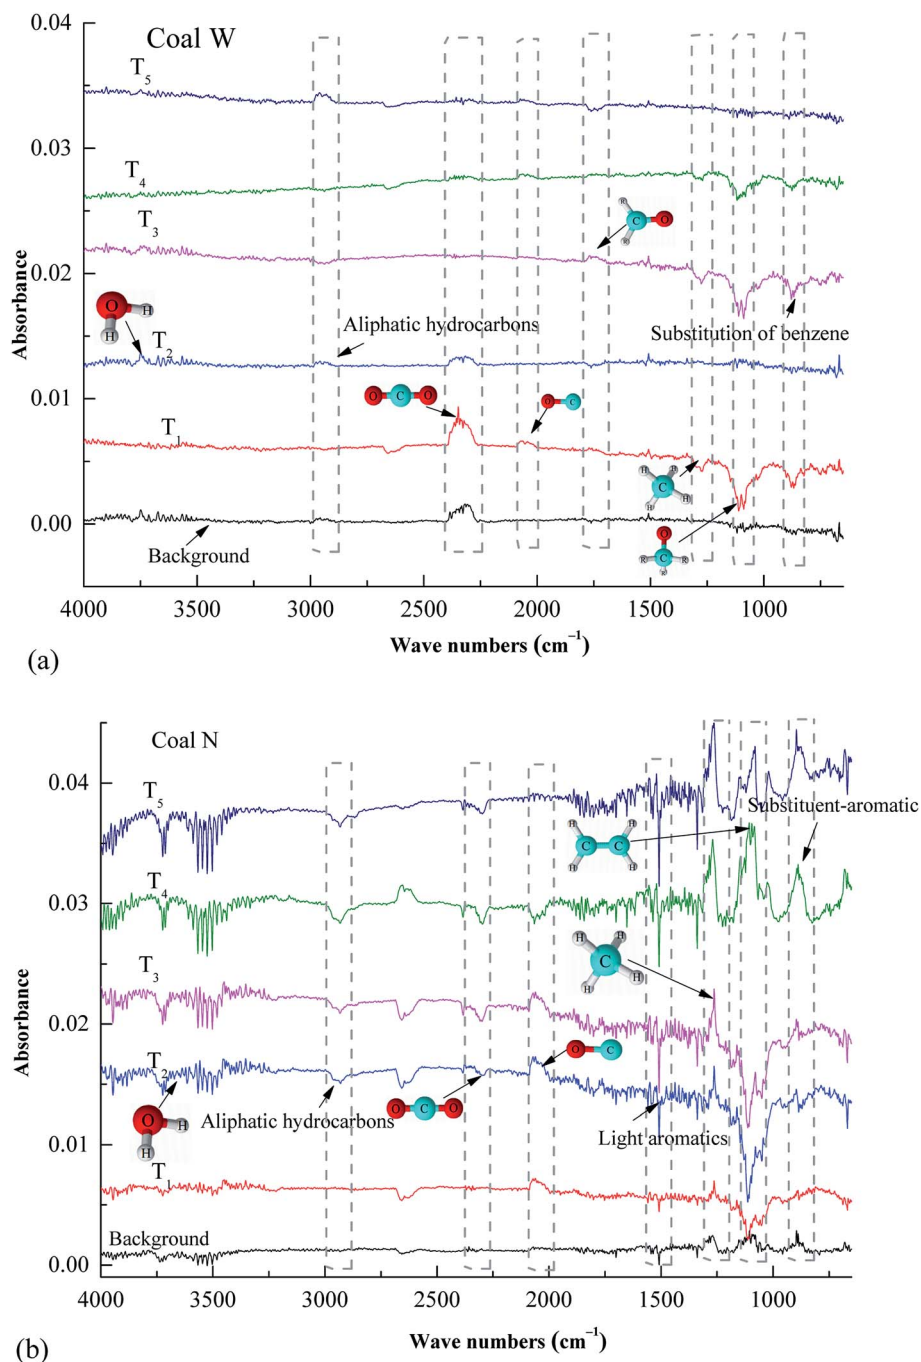 0.04
Coal W
T5
0.03
T4
T3
0.02
Absorbance
R
C
O
R
O
H
H
T2
Aliphatic hydrocarbons
Substitution of benzene
0.01
O
C
O
O
C
T1
H
H
C
H
H
0.00
Background
O
R
C
R
R
4000
3500
3000
2500
2000
1500
1000
Wave numbers (cm−1)
(a)
Coal N
0.04
T5
Substituent-aromatic
H
H
C
C
H
H
T4
0.03
H
H
C
H
H
T3
Absorbance
0.02
O
C
T2
O
H
H
Aliphatic hydrocarbons
O
C
O
Light aromatics
0.01
T1
Background
0.00
4000
3500
3000
2500
2000
1500
1000
Wave numbers (cm−1)
(b)